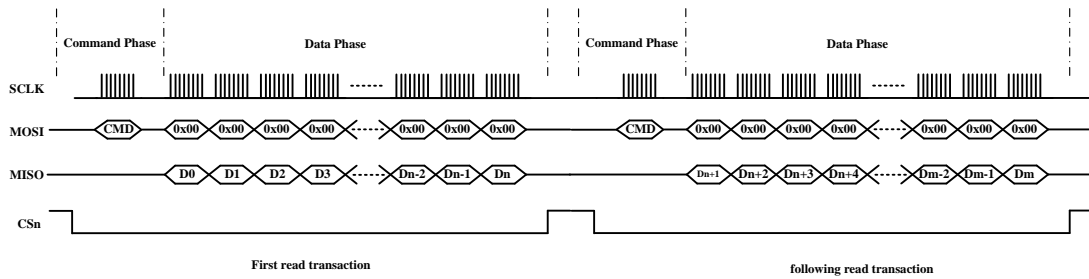 Command Phase Data Phase Command Phase Data Phase
SCLK
MOSI CMD 0x00 0x00 0x00 0x00 0x00 0x00 0x00 CMD 0x00 0x00 0x00 0x00 0x00 0x00 0x00
MISO D0 D1 D2 D3 Dn-2 Dn-1 Dn Dn+1 Dn+2 Dn+3 Dn+4 Dm-2 Dm-1 Dm
CSn
First read transaction following read transaction